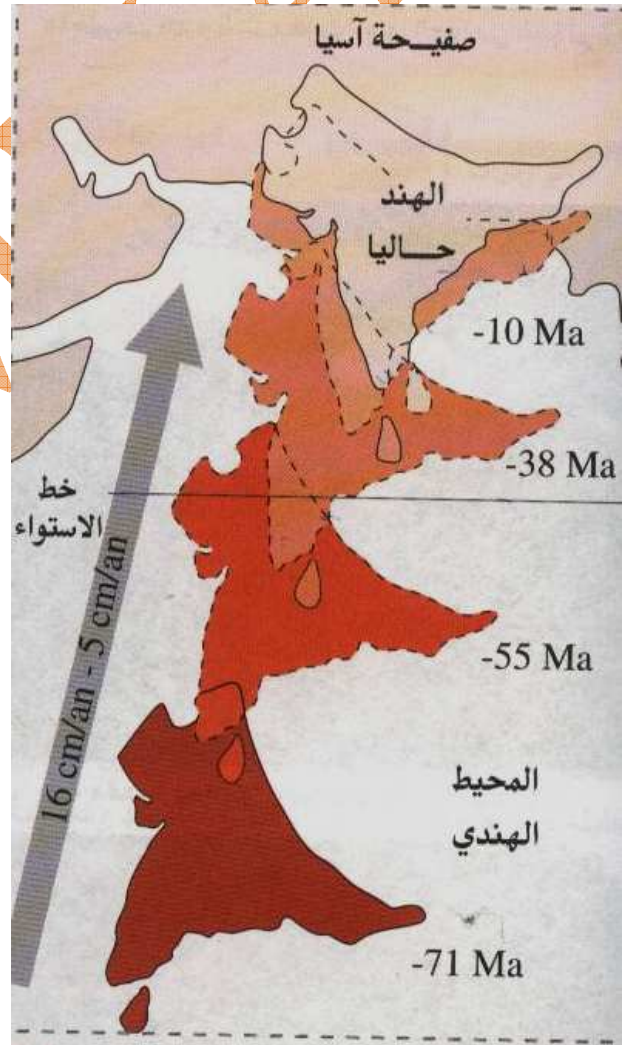 صفيحة آسيا
الهند
حاليا
-10 Ma
-38 Ma
خط
الاستواء
16 cm/an - 5 cm/an
-55 Ma
المحيط
الهندي
-71 Ma